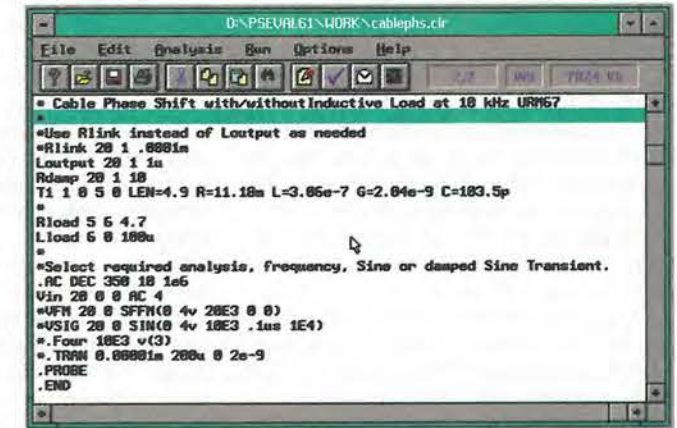 D:\PSEVAL61\WORK\cablephs.cir
File Edit Analysis Run Options Help
* Cable Phase Shift with/without Inductive Load at 10 kHz URM67
*
*Use Rlink instead of Loutput as needed
*Rlink 20 1 .0001m
Loutput 20 1 1u
Rdamp 20 1 10
T1 1 0 5 0 LEN=4.9 R=11.10m L=3.06e-7 G=2.04e-9 C=103.5p
*
Rload 5 6 4.7
Lload 6 0 100u
*
*Select required analysis, frequency, Sine or damped Sine Transient.
.AC DEC 350 10 1e6
Vin 20 0 0 AC 4
*VFM 20 0 SFFM(0 4v 20E3 0 0)
*VSIG 20 0 SIN(0 4v 10E3 .1us 1E4)
*.Four 10E3 v(3)
*.TRAN 0.00001m 200u 0 2e-9
.PROBE
.END